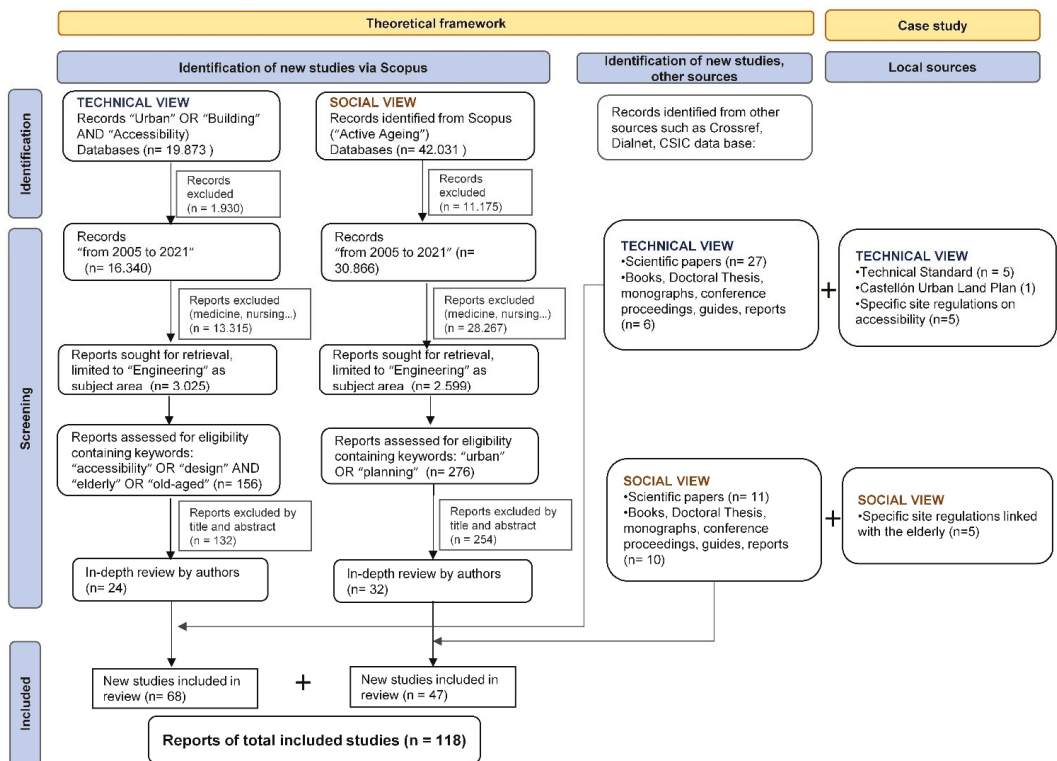 Theoretical framework
Case study
Identification of new studies via Scopus
Identification of new studies,
other sources
Local sources
Identification
TECHNICAL VIEW
Records “Urban” OR “Building”
AND “Accessibility)
Databases (n= 19.873 )
SOCIAL VIEW
Records identified from Scopus
(“Active Ageing”)
Databases (n= 42.031 )
Records identified from other
sources such as Crossref,
Dialnet, CSIC data base:
Records
excluded
(n = 1.930)
Records
excluded
(n = 11.175)
Screening
Records
“from 2005 to 2021”
(n= 16.340)
Records
“from 2005 to 2021” (n=
30.866)
TECHNICAL VIEW
•Scientific papers (n= 27)
•Books, Doctoral Thesis,
monographs, conference
proceedings, guides, reports
(n= 6)
+
TECHNICAL VIEW
•Technical Standard (n = 5)
•Castellón Urban Land Plan (1)
•Specific site regulations on
accessibility (n=5)
Reports excluded
(medicine, nursing...)
(n = 13.315)
Reports excluded
(medicine, nursing...)
(n = 28.267)
Reports sought for retrieval,
limited to “Engineering” as
subject area (n= 3.025)
Reports sought for retrieval,
limited to “Engineering” as
subject area (n= 2.599)
Reports assessed for eligibility
containing keywords:
“accessibility” OR “design” AND
“elderly” OR “old-aged” (n= 156)
Reports assessed for eligibility
containing keywords: “urban”
OR “planning” (n= 276)
SOCIAL VIEW
•Scientific papers (n= 11)
•Books, Doctoral Thesis,
monographs, conference
proceedings, guides, reports
(n= 10)
+
SOCIAL VIEW
•Specific site regulations linked
with the elderly (n=5)
Reports excluded by
title and abstract
(n = 132)
Reports excluded by
title and abstract
(n = 254)
In-depth review by authors
(n= 24)
In-depth review by authors
(n= 32)
Included
New studies included in
review (n= 68)
+
New studies included in
review (n = 47)
Reports of total included studies (n = 118)